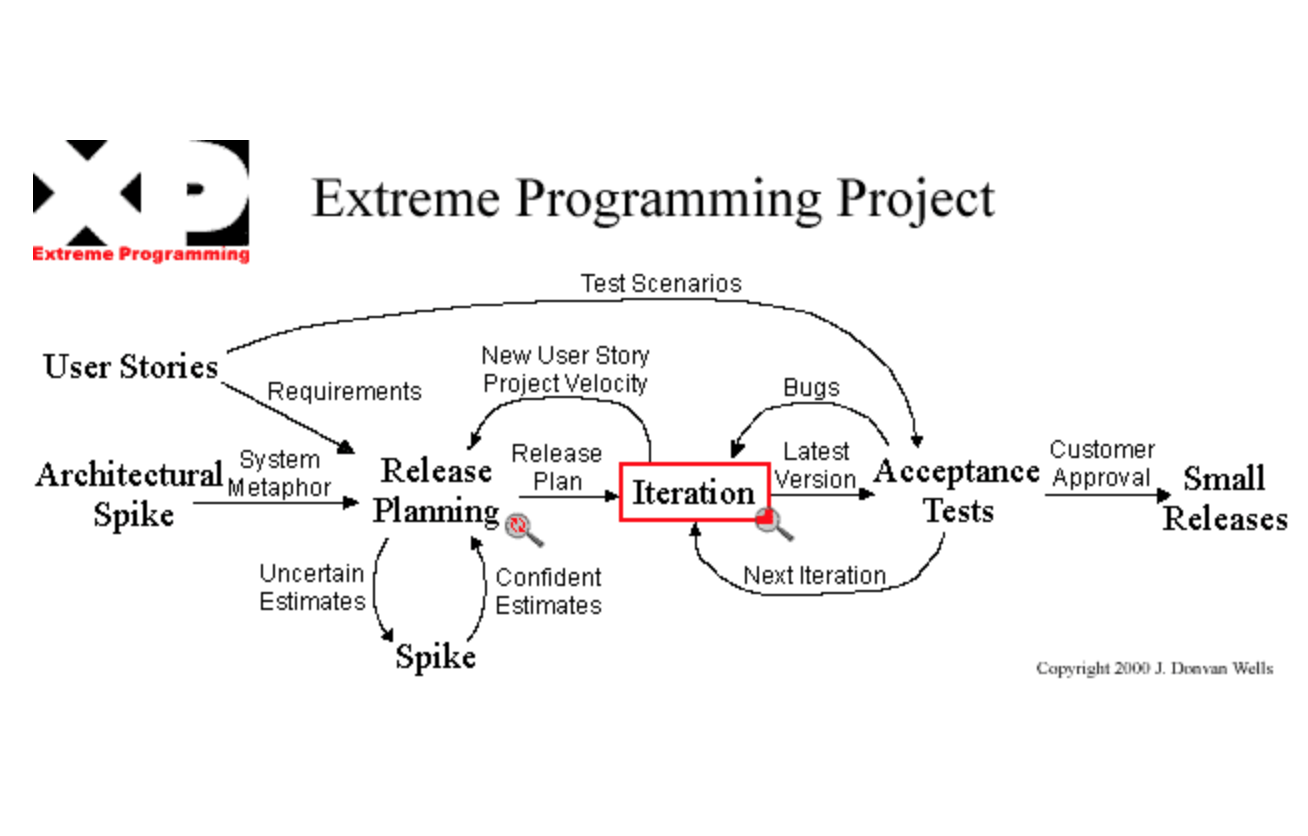 XP
Extreme Programming
Extreme Programming Project
Test Scenarios
User Stories
Requirements
New User Story
Project Velocity
Bugs
Architectural
Spike
System
Metaphor
Release
Planning
Release
Plan
Iteration
Latest
Version
Acceptance
Tests
Customer
Approval
Small
Releases
Uncertain
Estimates
Confident
Estimates
Next Iteration
Spike
Copyright 2000 J. Donvan Wells